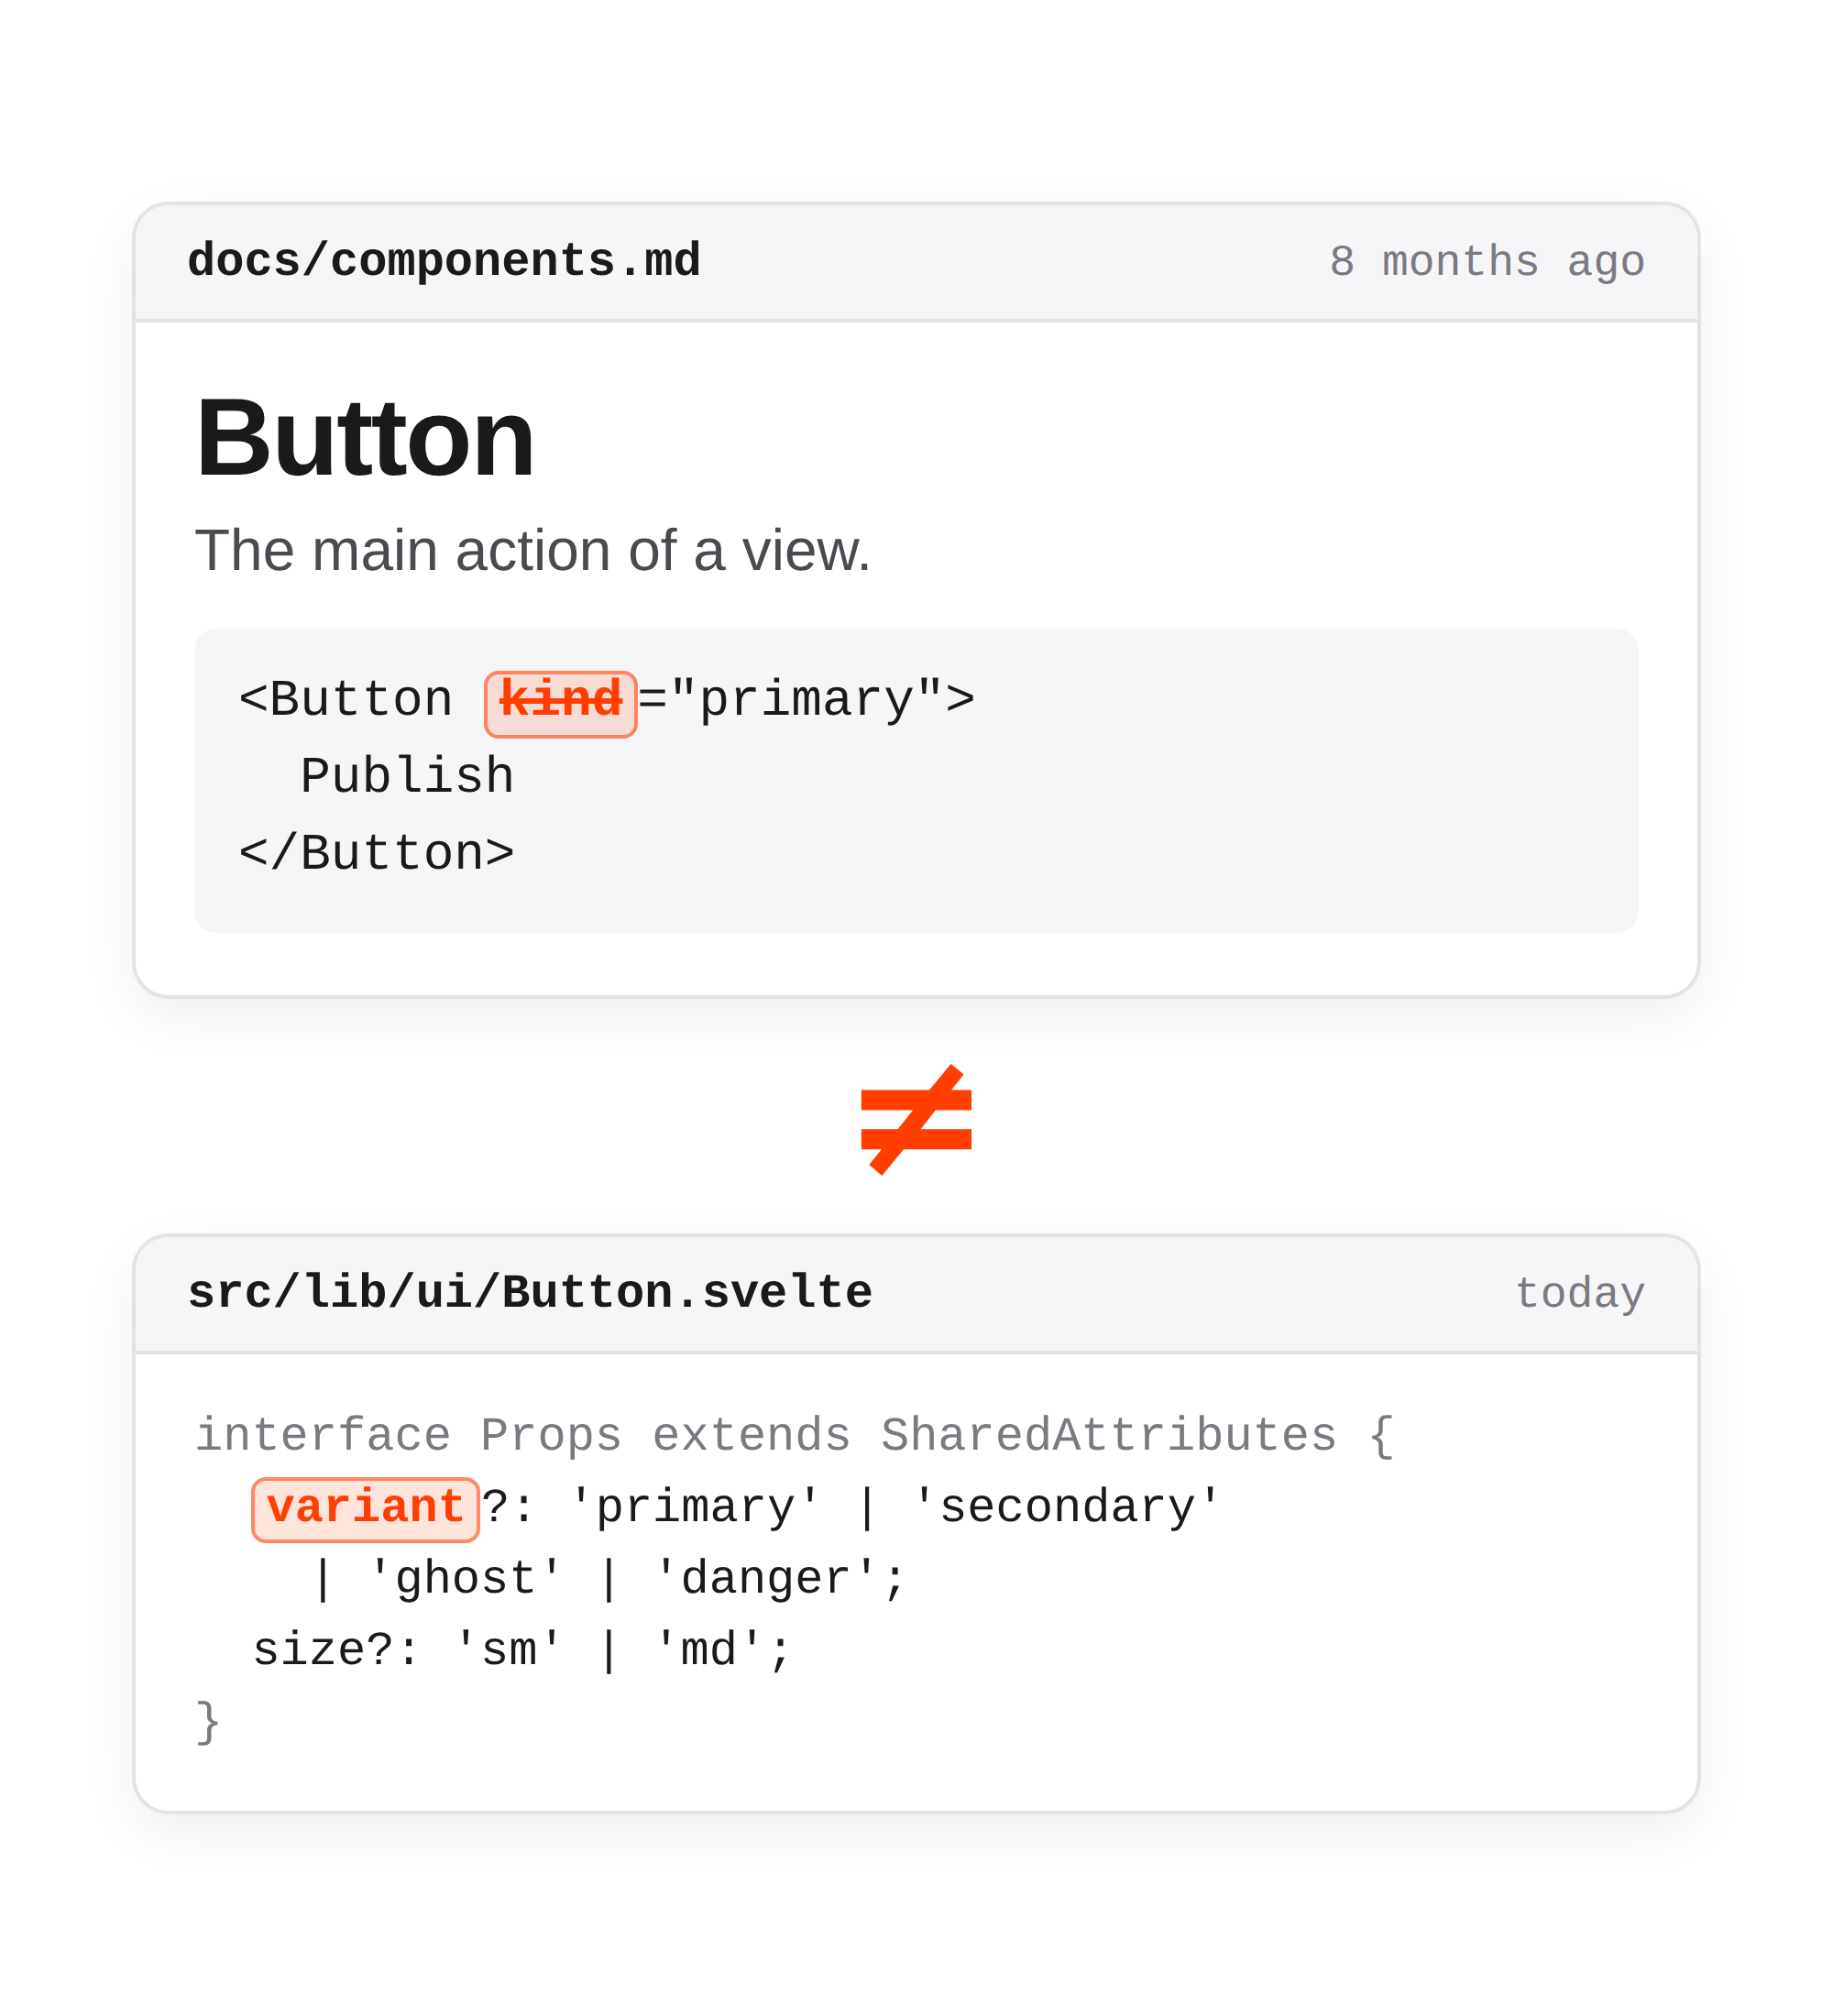 docs/components.md
8 months ago
Button
The main action of a view.
<Button kind="primary">
  Publish
</Button>
≠
src/lib/ui/Button.svelte
today
interface Props extends SharedAttributes {
  variant?: 'primary' | 'secondary'
    | 'ghost' | 'danger';
  size?: 'sm' | 'md';
}